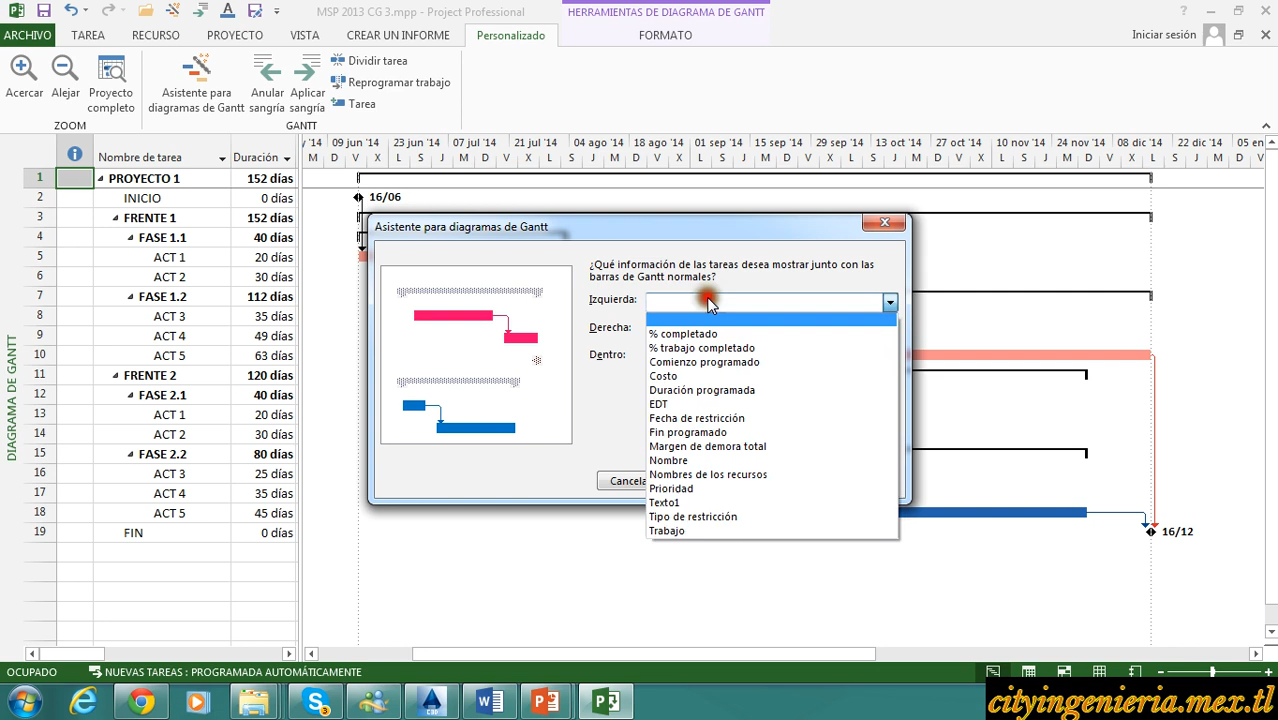 MSP 2013 CG 3.mpp - Project Professional
HERRAMIENTAS DE DIAGRAMA DE GANTT
ARCHIVO TAREA RECURSO PROYECTO VISTA CREAR UN INFORME Personalizado FORMATO Iniciar sesión
Acercar Alejar Proyecto completo
Asistente para diagramas de Gantt
Anular sangría Aplicar sangría
Dividir tarea
Reprogramar trabajo
Tarea
ZOOM GANTT
'14 09 jun '14 23 jun '14 07 jul '14 21 jul '14 04 ago '14 18 ago '14 01 sep '14 15 sep '14 29 sep '14 13 oct '14 27 oct '14 10 nov '14 24 nov '14 08 dic '14 22 dic '14 05 en
Nombre de tarea Duración M D V X L S J M D V X L S J M D V X L S J M D V X L S J M D V X L S J M D V X
1 PROYECTO 1 152 días
2 INICIO 0 días 16/06
3 FRENTE 1 152 días
4 FASE 1.1 40 días
5 ACT 1 20 días
6 ACT 2 30 días
7 FASE 1.2 112 días
8 ACT 3 35 días
9 ACT 4 49 días
10 ACT 5 63 días
11 FRENTE 2 120 días
12 FASE 2.1 40 días
13 ACT 1 20 días
14 ACT 2 30 días
15 FASE 2.2 80 días
16 ACT 3 25 días
17 ACT 4 35 días
18 ACT 5 45 días
19 FIN 0 días 16/12
DIAGRAMA DE GANTT
Asistente para diagramas de Gantt
¿Qué información de las tareas desea mostrar junto con las
barras de Gantt normales?
Izquierda:
Derecha:
Dentro:
% completado
% trabajo completado
Comienzo programado
Costo
Duración programada
EDT
Fecha de restricción
Fin programado
Margen de demora total
Nombre
Nombres de los recursos
Prioridad
Texto1
Tipo de restricción
Trabajo
OCUPADO NUEVAS TAREAS : PROGRAMADA AUTOMÁTICAMENTE
cityingenieria.mex.tl